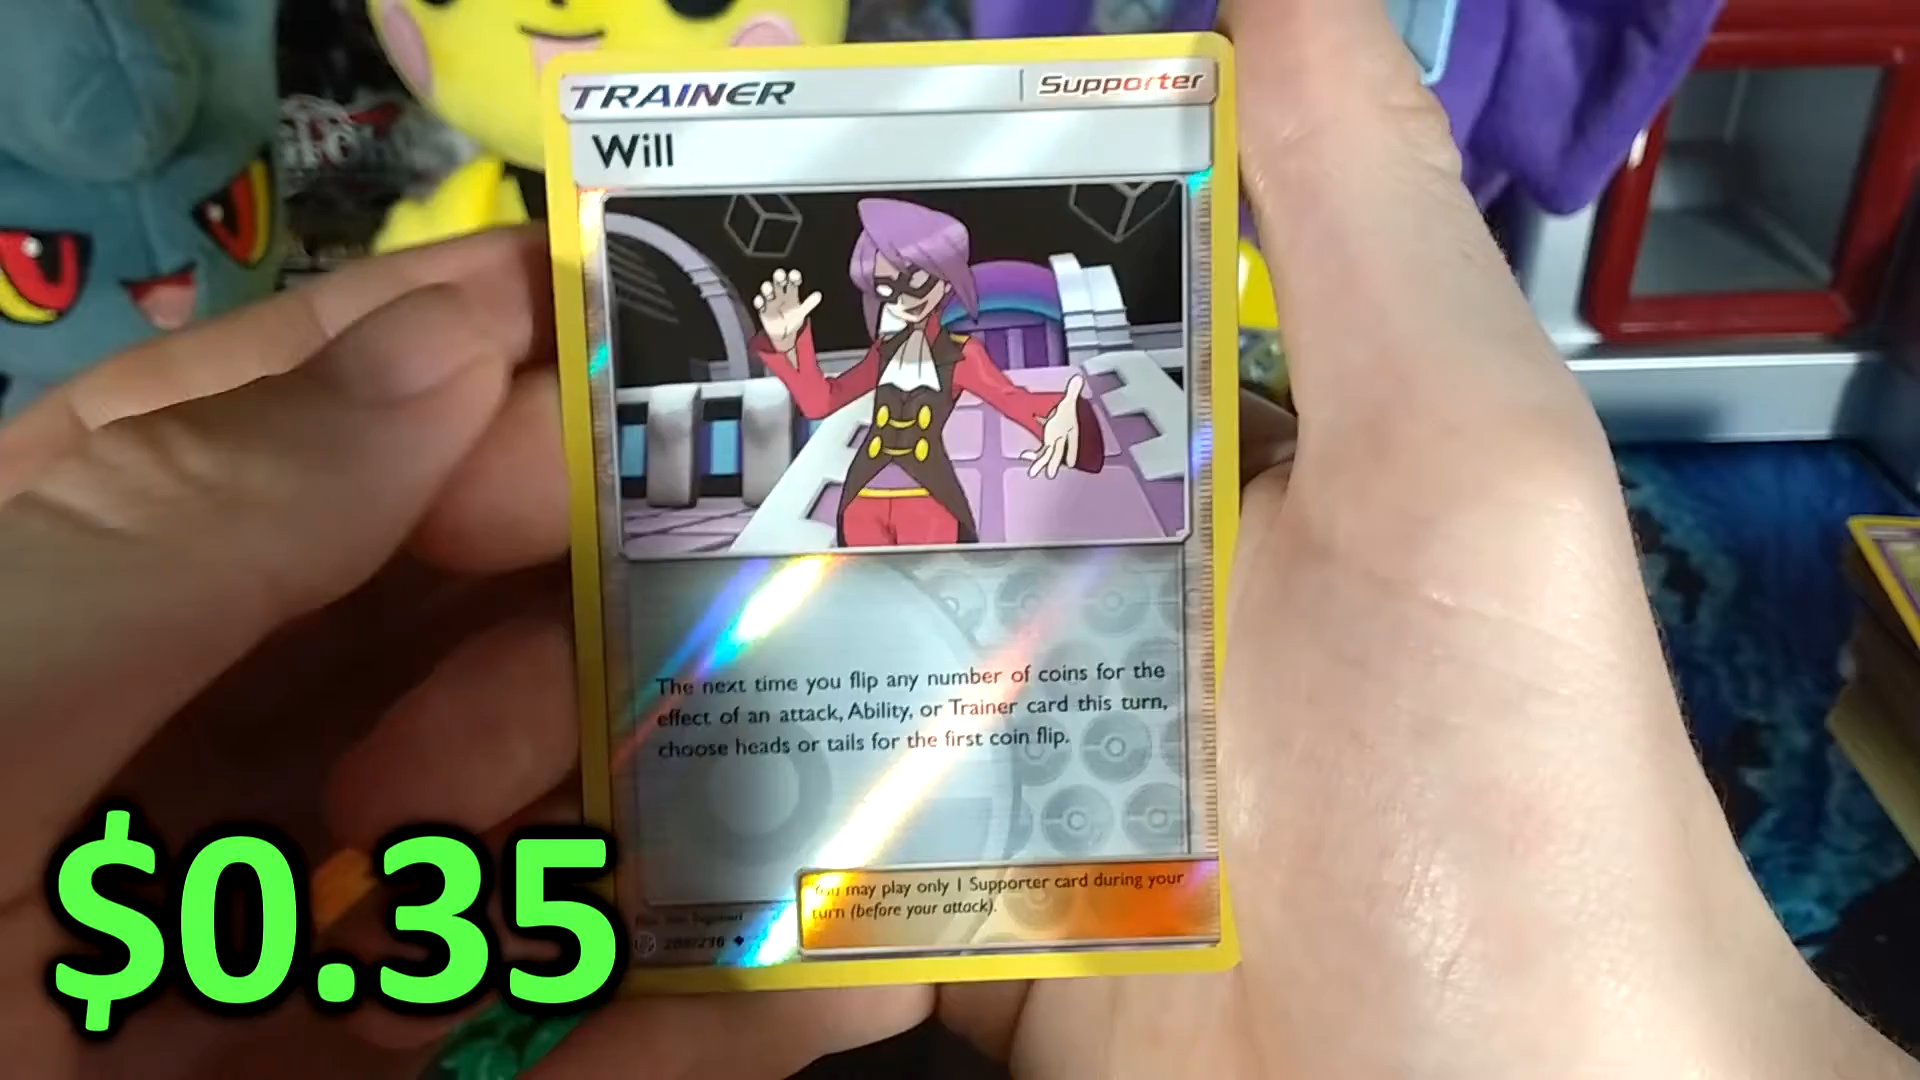 TRAINER
Supporter
Will
The next time you flip any number of coins for the
effect of an attack, Ability, or Trainer card this turn,
choose heads or tails for the first coin flip.
You may play only 1 Supporter card during your
turn (before your attack).
$0.35